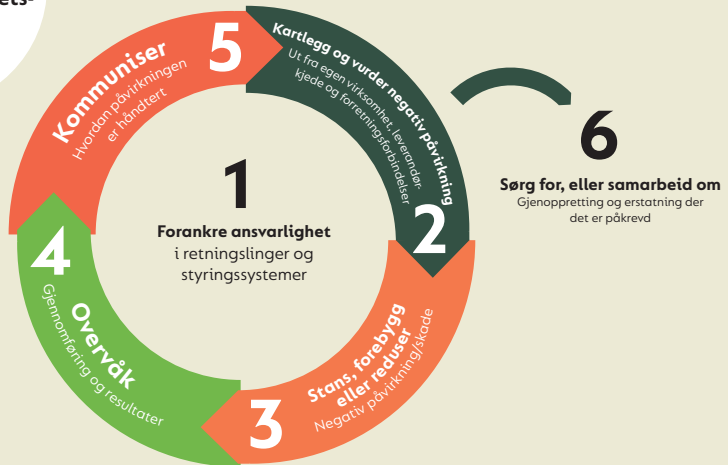 ets-
1
Forankre ansvarlighet
i retningslinger og
styringssystemer
Kartlegg og vurder negativ påvirkning
Ut fra egen virksomhet, leverandør-
kjede og forretningsforbindelser
2
Stans, forebygg
eller reduser
Negativ påvirkning/skade
3
4
Overvåk
Gjennomføring og resultater
Kommuniser
Hvordan påvirkningen
er håndtert
5
6
Sørg for, eller samarbeid om
Gjenoppretting og erstatning der
det er påkrevd